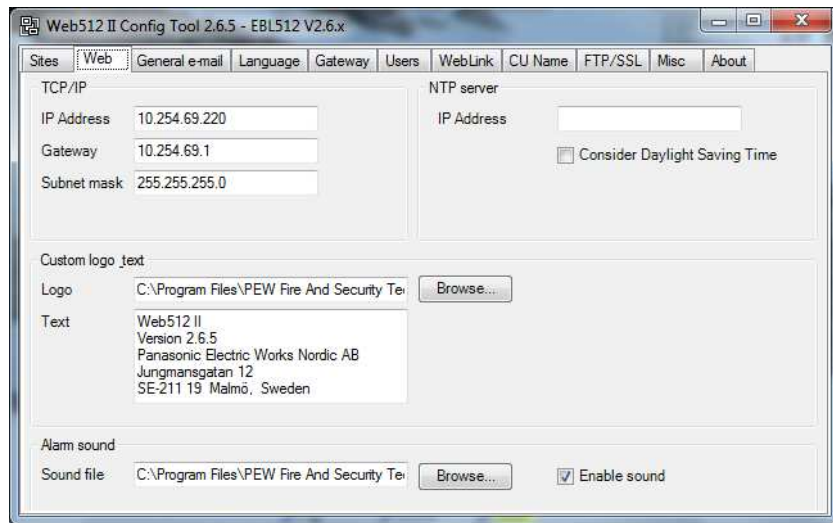 Web512 II Config Tool 2.6.5 - EBL512 V2.6.x
Sites Web General e-mail Language Gateway Users WebLink CU Name FTP/SSL Misc About
TCP/IP
IP Address 10.254.69.220
Gateway 10.254.69.1
Subnet mask 255.255.255.0
NTP server
IP Address
Consider Daylight Saving Time
Custom logo_text
Logo C:\Program Files\PEW Fire And Security Te Browse...
Text
Web512 II
Version 2.6.5
Panasonic Electric Works Nordic AB
Jungmansgatan 12
SE-211 19 Malmö, Sweden
Alarm sound
Sound file C:\Program Files\PEW Fire And Security Te Browse... Enable sound